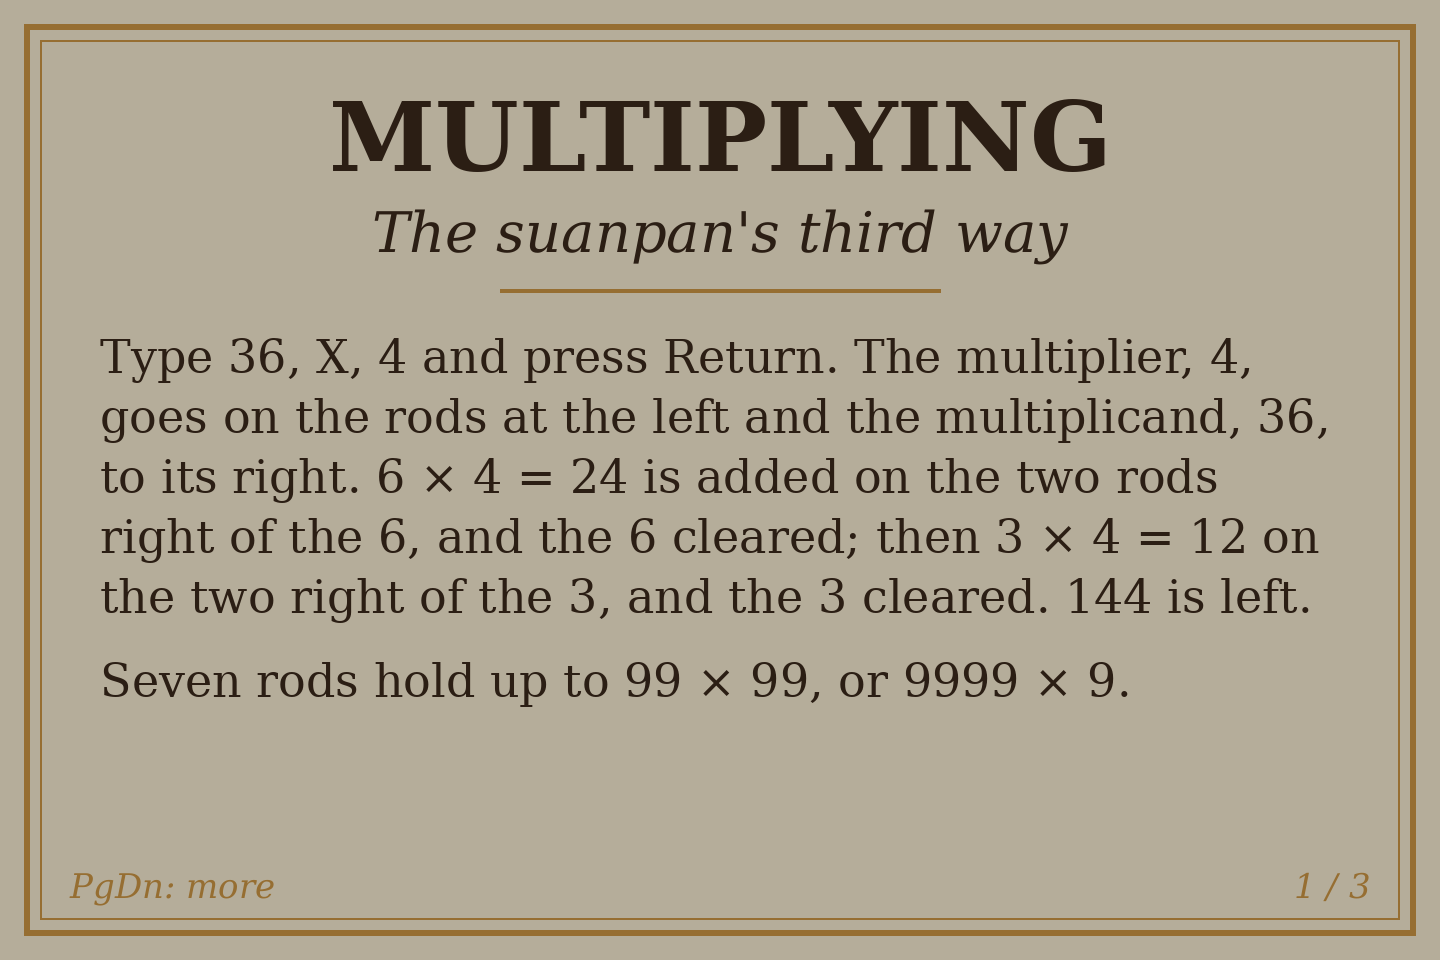 MULTIPLYING
The suanpan's third way
Type 36, X, 4 and press Return. The multiplier, 4,
goes on the rods at the left and the multiplicand, 36,
to its right. 6 × 4 = 24 is added on the two rods
right of the 6, and the 6 cleared; then 3 × 4 = 12 on
the two right of the 3, and the 3 cleared. 144 is left.
Seven rods hold up to 99 × 99, or 9999 × 9.
PgDn: more
1 / 3